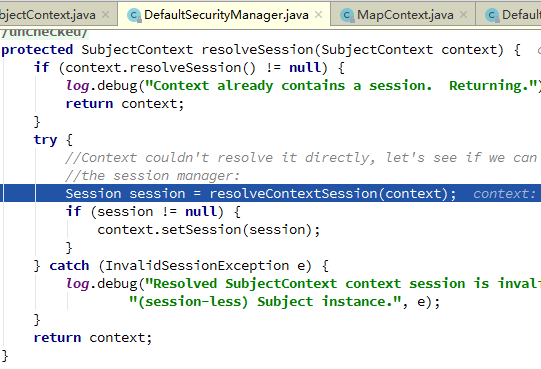 bjectContext.java × DefaultSecurityManager.java × MapContext.java × Default
/unchecked/
protected SubjectContext resolveSession(SubjectContext context) {
if (context.resolveSession() != null) {
log.debug("Context already contains a session.  Returning.")
return context;
}
try {
//Context couldn't resolve it directly, let's see if we can
//the session manager:
Session session = resolveContextSession(context);  context:
if (session != null) {
context.setSession(session);
}
} catch (InvalidSessionException e) {
log.debug("Resolved SubjectContext context session is invali
"(session-less) Subject instance.", e);
}
return context;
}